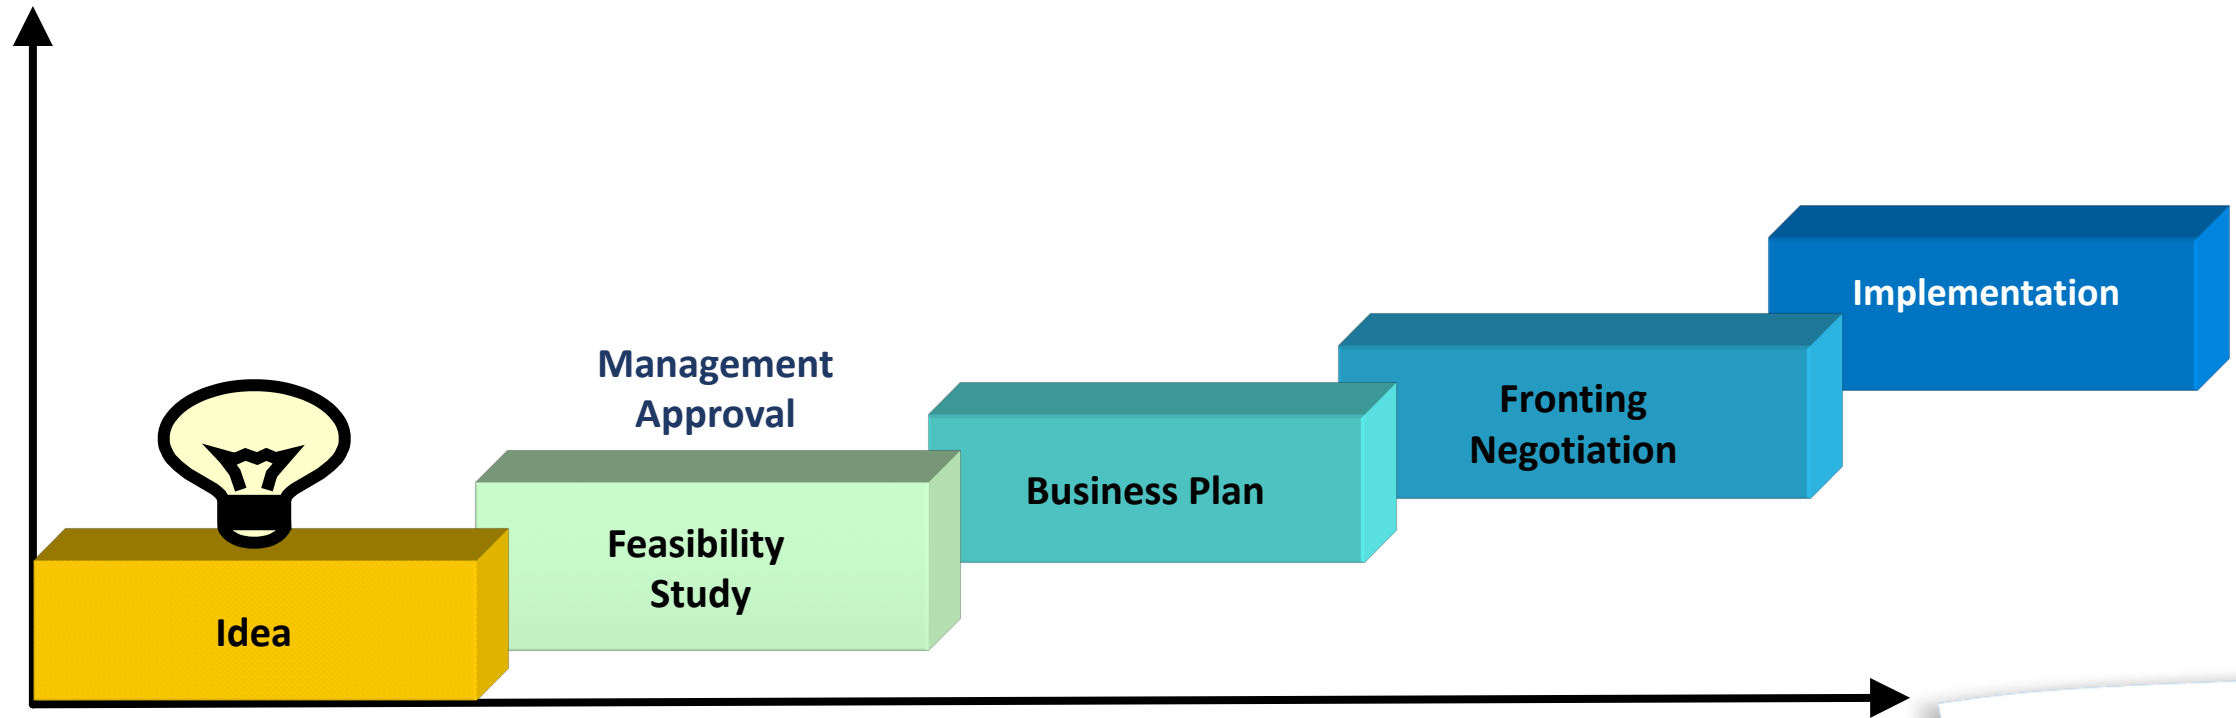 Idea
Management
Approval
Feasibility
Study
Business Plan
Fronting
Negotiation
Implementation